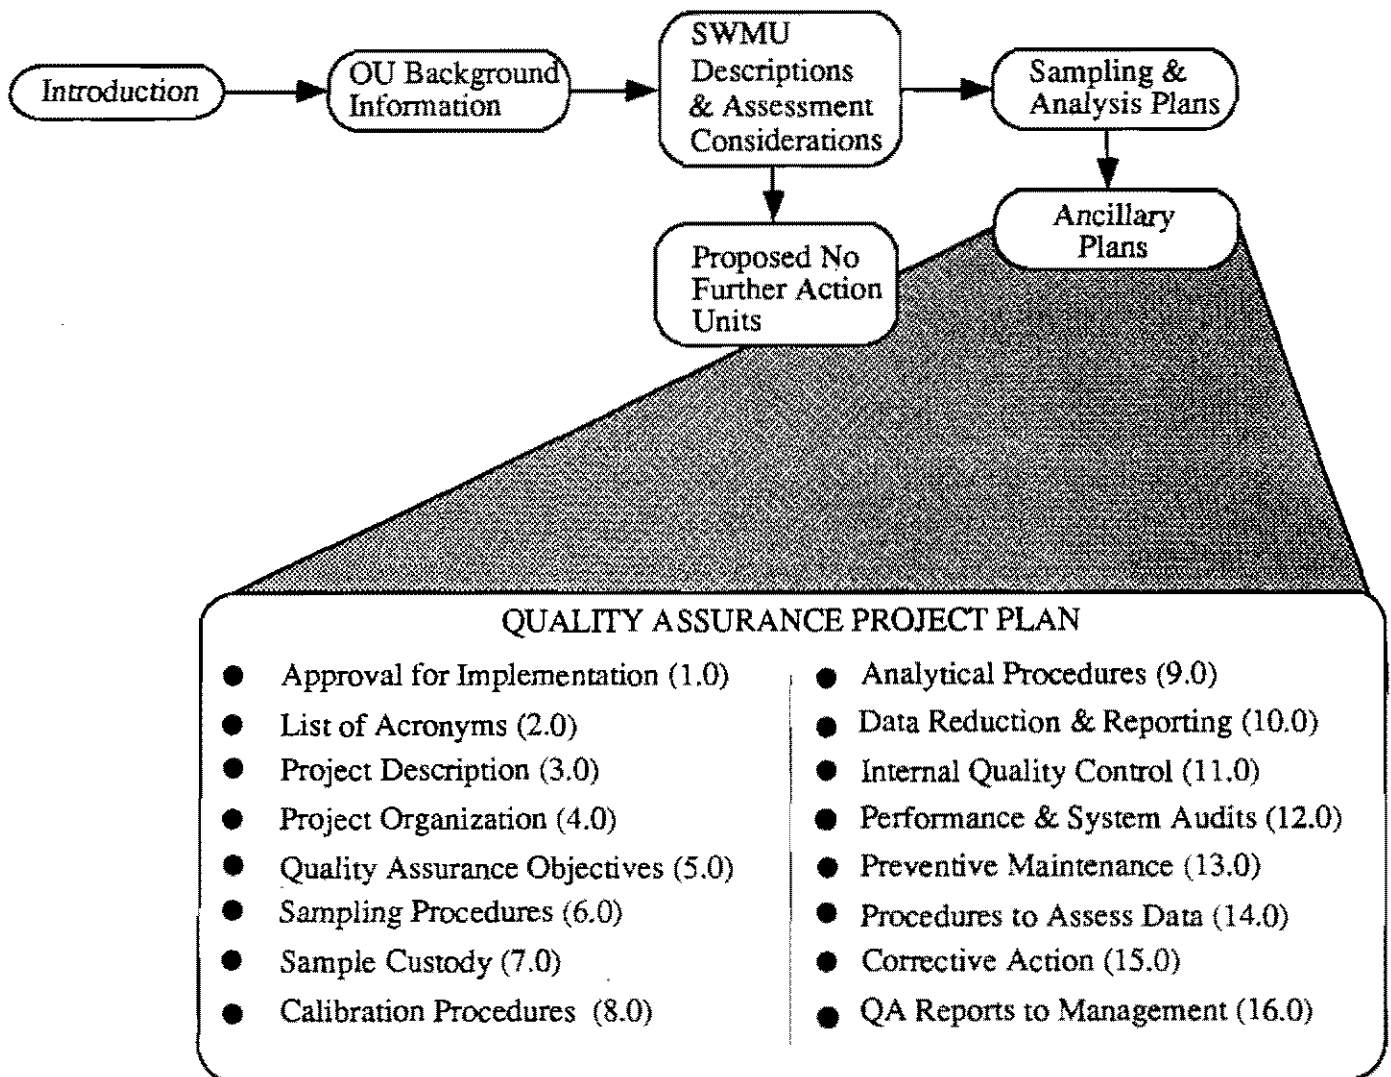 Introduction
OU Background
Information
SWMU
Descriptions
& Assessment
Considerations
Sampling &
Analysis Plans
Proposed No
Further Action
Units
Ancillary
Plans
QUALITY ASSURANCE PROJECT PLAN
● Approval for Implementation (1.0)
● List of Acronyms (2.0)
● Project Description (3.0)
● Project Organization (4.0)
● Quality Assurance Objectives (5.0)
● Sampling Procedures (6.0)
● Sample Custody (7.0)
● Calibration Procedures (8.0)
● Analytical Procedures (9.0)
● Data Reduction & Reporting (10.0)
● Internal Quality Control (11.0)
● Performance & System Audits (12.0)
● Preventive Maintenance (13.0)
● Procedures to Assess Data (14.0)
● Corrective Action (15.0)
● QA Reports to Management (16.0)